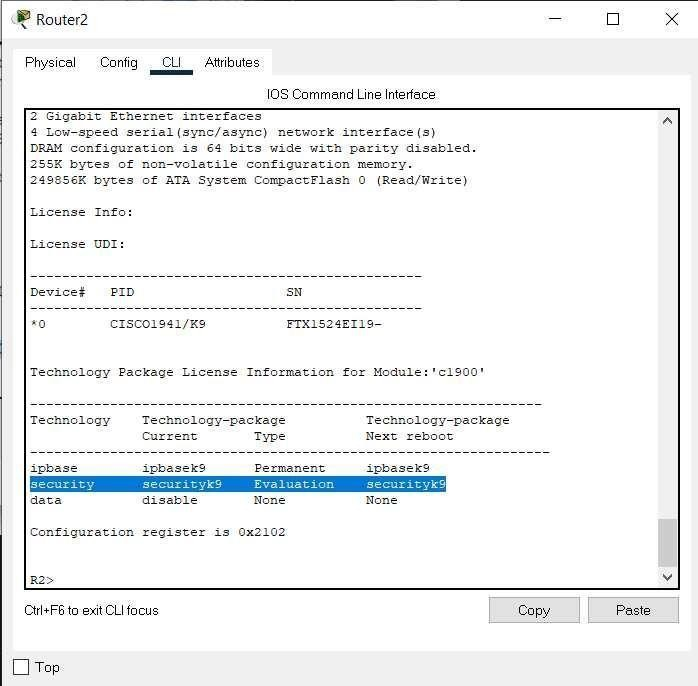 Router2
Physical Config CLI Attributes
IOS Command Line Interface
2 Gigabit Ethernet interfaces
4 Low-speed serial(sync/async) network interface(s)
DRAM configuration is 64 bits wide with parity disabled.
255K bytes of non-volatile configuration memory.
249856K bytes of ATA System CompactFlash 0 (Read/Write)
License Info:
License UDI:
-------------------------------------------------
Device# PID SN
-------------------------------------------------
*0 CISCO1941/K9 FTX1524EI19-
Technology Package License Information for Module:'c1900'
----------------------------------------------------------------
Technology Technology-package Technology-package
Current Type Next reboot
-----------------------------------------------------------------
ipbase ipbasek9 Permanent ipbasek9
security securityk9 Evaluation securityk9
data disable None None
Configuration register is 0x2102
R2>
Ctrl+F6 to exit CLI focus
Copy Paste
Top